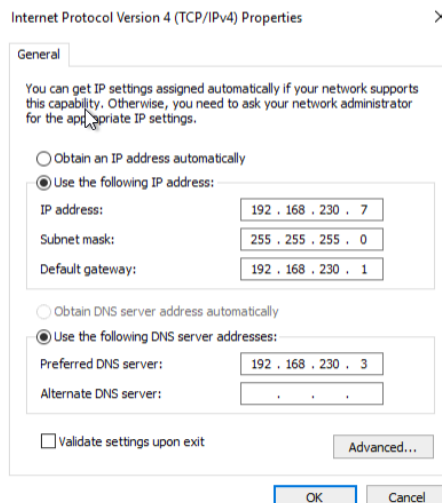 Internet Protocol Version 4 (TCP/IPv4) Properties
General
You can get IP settings assigned automatically if your network supports
this capability. Otherwise, you need to ask your network administrator
for the appropriate IP settings.
Obtain an IP address automatically
Use the following IP address:
IP address: 192 . 168 . 230 . 7
Subnet mask: 255 . 255 . 255 . 0
Default gateway: 192 . 168 . 230 . 1
Obtain DNS server address automatically
Use the following DNS server addresses:
Preferred DNS server: 192 . 168 . 230 . 3
Alternate DNS server: . . .
Validate settings upon exit
Advanced...
OK Cancel